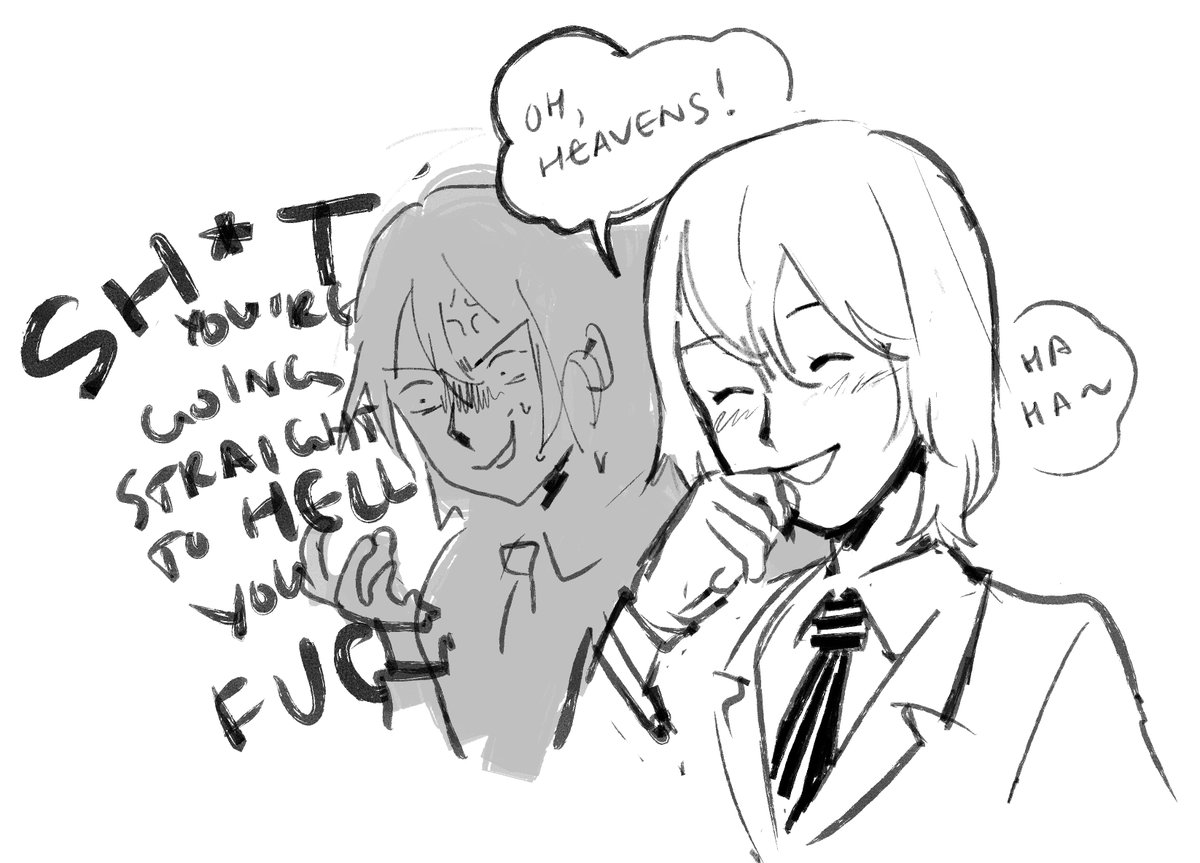 OH,
HEAVENS!
SH*T
YOU'RE
GOING
STRAIGHT
TO HELL
YOU
FUC
HA
HA~